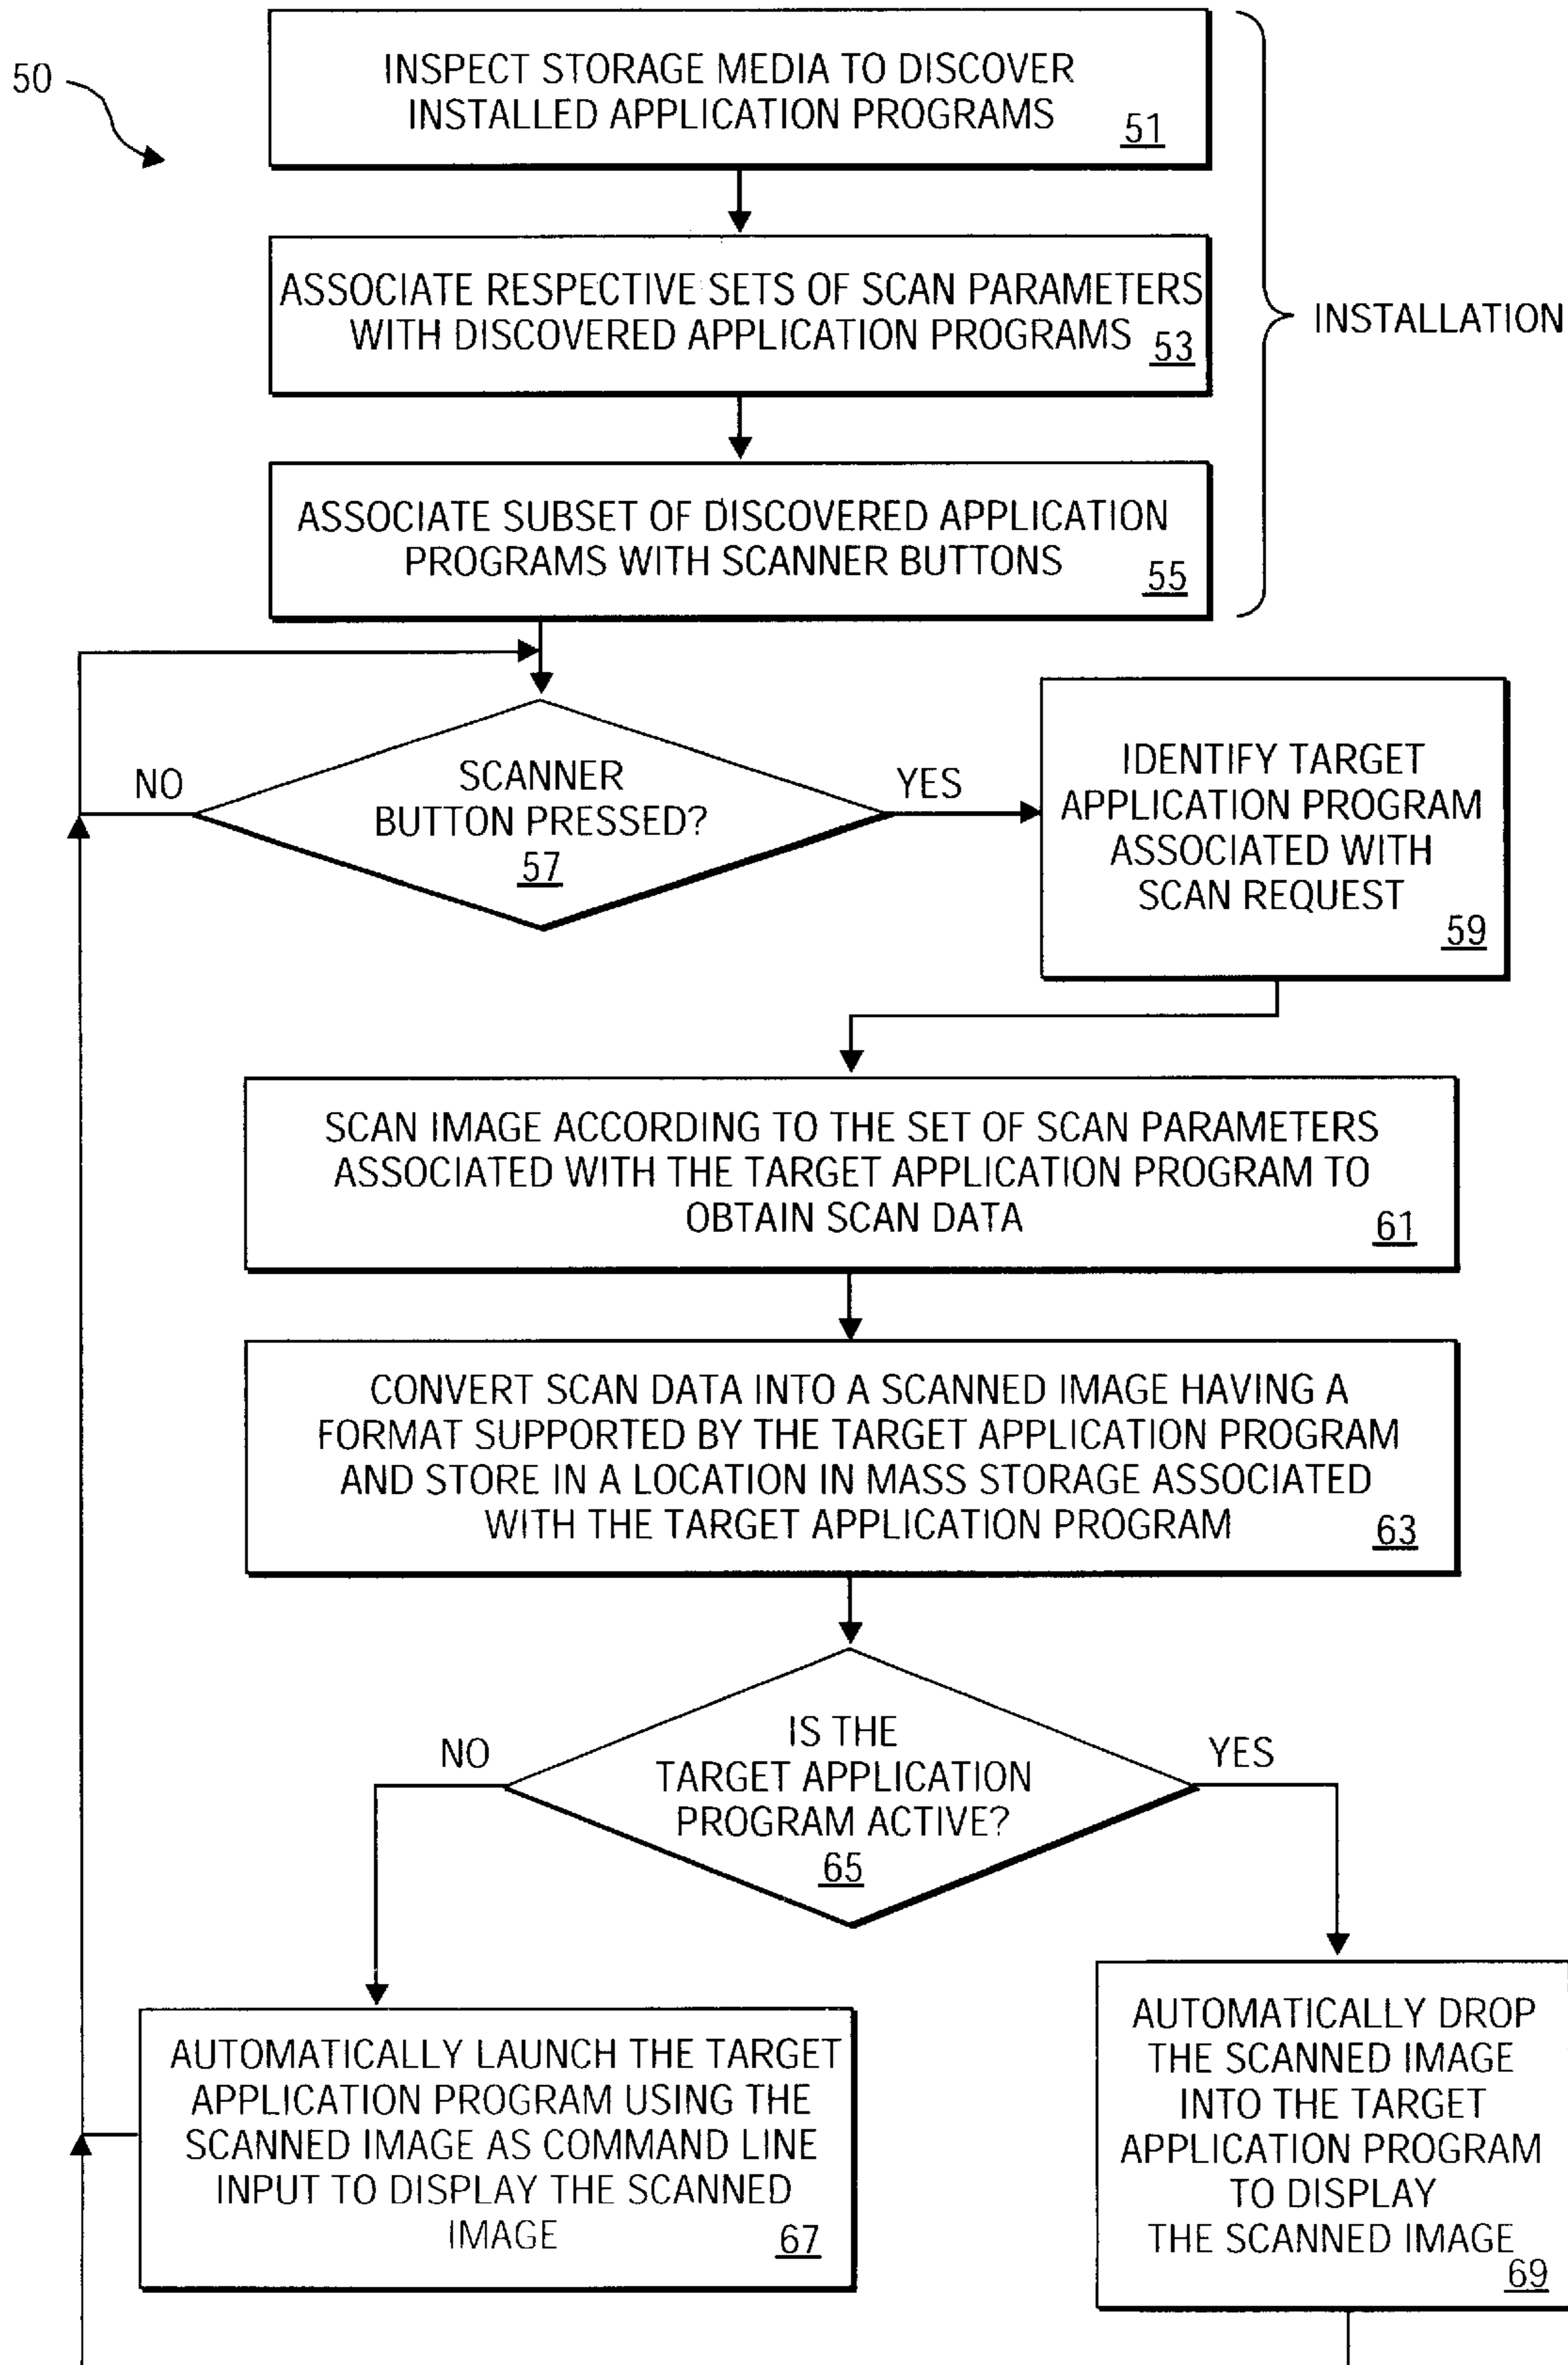 50
INSPECT STORAGE MEDIA TO DISCOVER
INSTALLED APPLICATION PROGRAMS
51
ASSOCIATE RESPECTIVE SETS OF SCAN PARAMETERS
WITH DISCOVERED APPLICATION PROGRAMS
53
INSTALLATION
ASSOCIATE SUBSET OF DISCOVERED APPLICATION
PROGRAMS WITH SCANNER BUTTONS
55
NO
SCANNER
BUTTON PRESSED?
57
YES
IDENTIFY TARGET
APPLICATION PROGRAM
ASSOCIATED WITH
SCAN REQUEST
59
SCAN IMAGE ACCORDING TO THE SET OF SCAN PARAMETERS
ASSOCIATED WITH THE TARGET APPLICATION PROGRAM TO
OBTAIN SCAN DATA
61
CONVERT SCAN DATA INTO A SCANNED IMAGE HAVING A
FORMAT SUPPORTED BY THE TARGET APPLICATION PROGRAM
AND STORE IN A LOCATION IN MASS STORAGE ASSOCIATED
WITH THE TARGET APPLICATION PROGRAM
63
NO
IS THE
TARGET APPLICATION
PROGRAM ACTIVE?
65
YES
AUTOMATICALLY LAUNCH THE TARGET
APPLICATION PROGRAM USING THE
SCANNED IMAGE AS COMMAND LINE
INPUT TO DISPLAY THE SCANNED
IMAGE
67
AUTOMATICALLY DROP
THE SCANNED IMAGE
INTO THE TARGET
APPLICATION PROGRAM
TO DISPLAY
THE SCANNED IMAGE
69